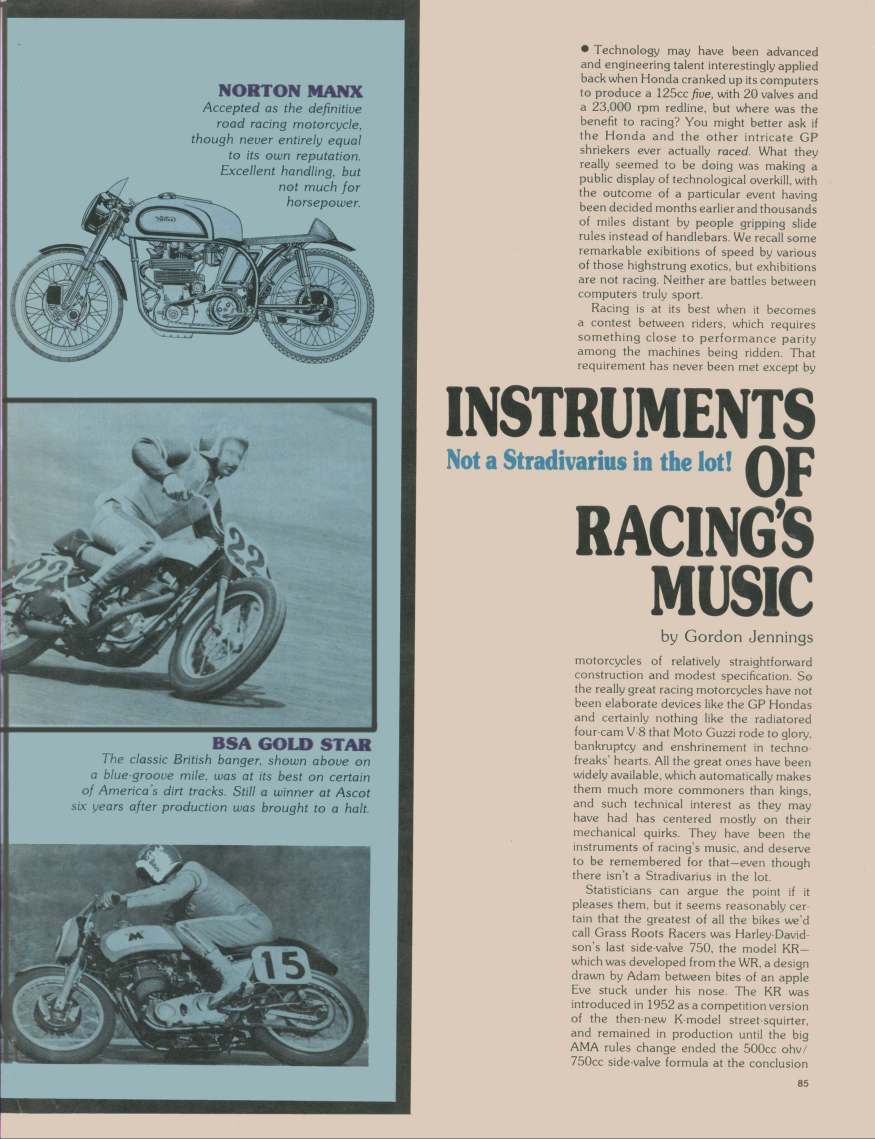 NORTON MANX
Accepted as the definitive
road racing motorcycle,
though never entirely equal
to its own reputation.
Excellent handling, but
not much for
horsepower.
22
22
BSA GOLD STAR
The classic British banger, shown above on
a blue-groove mile, was at its best on certain
of America's dirt tracks. Still a winner at Ascot
six years after production was brought to a halt.
M
15
● Technology may have been advanced
and engineering talent interestingly applied
back when Honda cranked up its computers
to produce a 125cc five, with 20 valves and
a 23,000 rpm redline, but where was the
benefit to racing? You might better ask if
the Honda and the other intricate GP
shriekers ever actually raced. What they
really seemed to be doing was making a
public display of technological overkill, with
the outcome of a particular event having
been decided months earlier and thousands
of miles distant by people gripping slide
rules instead of handlebars. We recall some
remarkable exibitions of speed by various
of those highstrung exotics, but exhibitions
are not racing. Neither are battles between
computers truly sport.
Racing is at its best when it becomes
a contest between riders, which requires
something close to performance parity
among the machines being ridden. That
requirement has never been met except by
INSTRUMENTS
Not a Stradivarius in the lot! OF
RACING'S
MUSIC
by Gordon Jennings
motorcycles of relatively straightforward
construction and modest specification. So
the really great racing motorcycles have not
been elaborate devices like the GP Hondas
and certainly nothing like the radiatored
four-cam V-8 that Moto Guzzi rode to glory,
bankruptcy and enshrinement in techno-
freaks' hearts. All the great ones have been
widely available, which automatically makes
them much more commoners than kings,
and such technical interest as they may
have had has centered mostly on their
mechanical quirks. They have been the
instruments of racing's music, and deserve
to be remembered for that—even though
there isn't a Stradivarius in the lot.
Statisticians can argue the point if it
pleases them, but it seems reasonably cer-
tain that the greatest of all the bikes we'd
call Grass Roots Racers was Harley-David-
son's last side-valve 750, the model KR—
which was developed from the WR, a design
drawn by Adam between bites of an apple
Eve stuck under his nose. The KR was
introduced in 1952 as a competition version
of the then-new K-model street-squirter,
and remained in production until the big
AMA rules change ended the 500cc ohv/
750cc side-valve formula at the conclusion
85